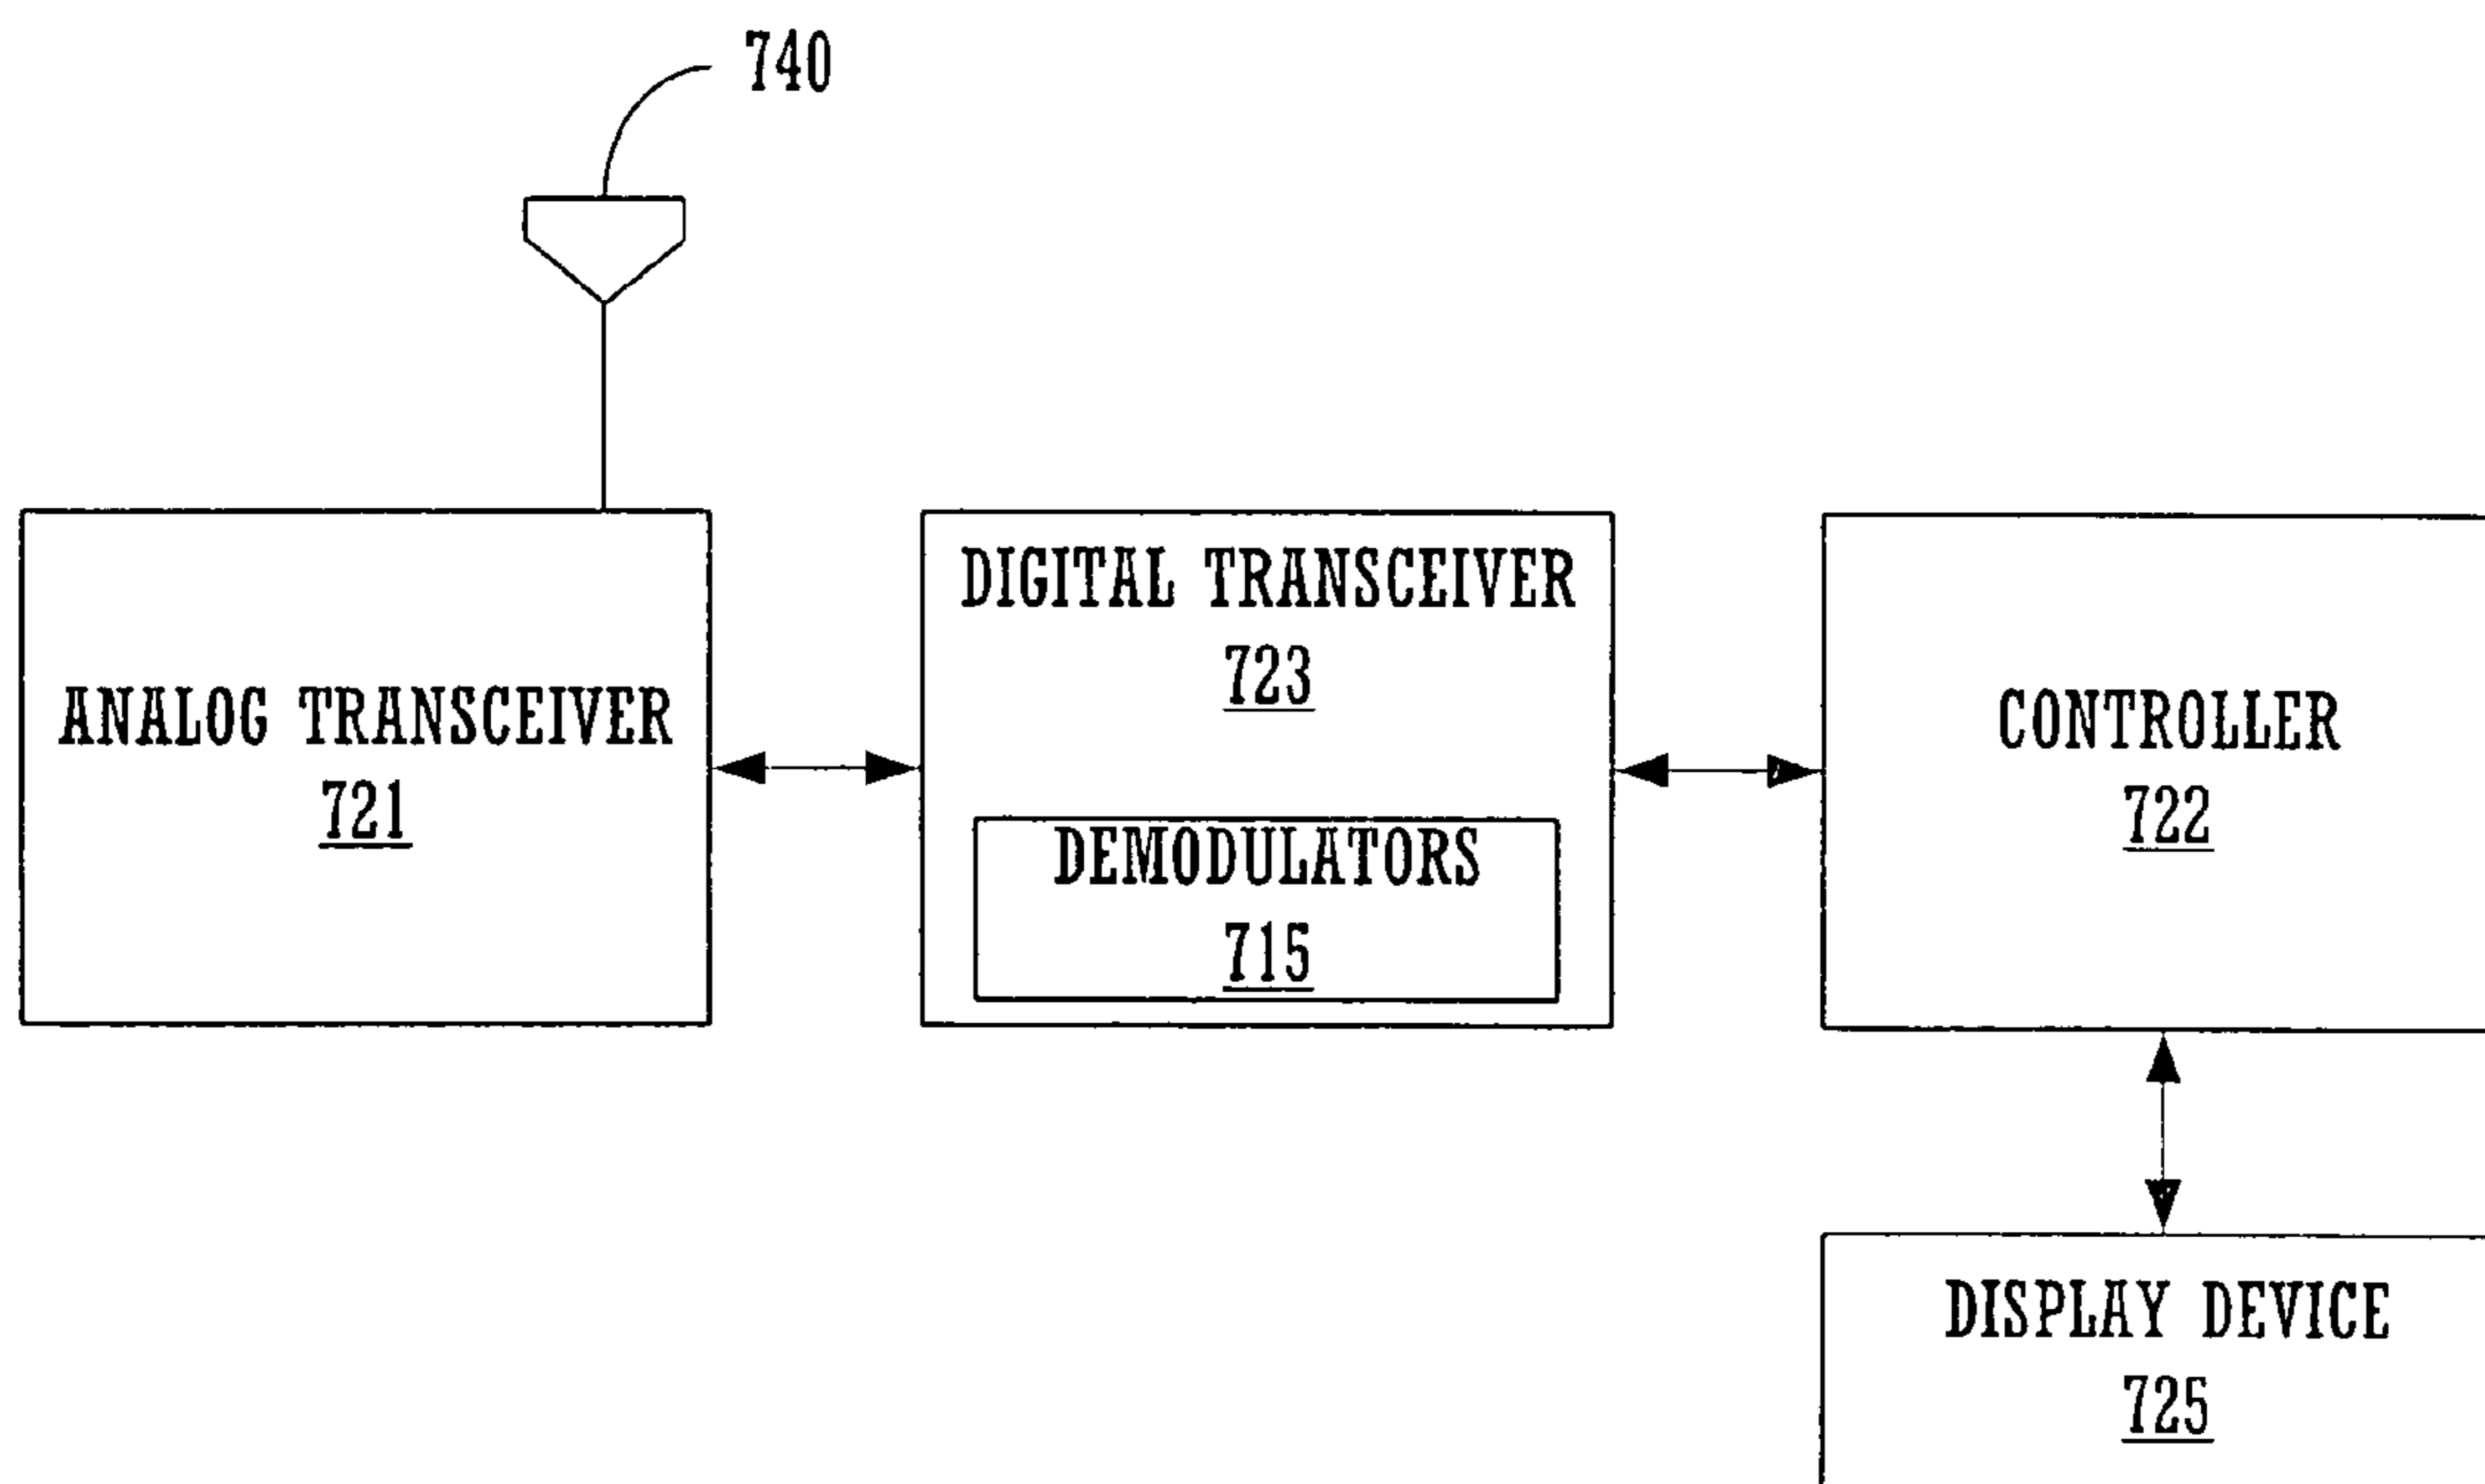 740
ANALOG TRANSCEIVER
721
DIGITAL TRANSCEIVER
723
DEMODULATORS
715
CONTROLLER
722
DISPLAY DEVICE
725